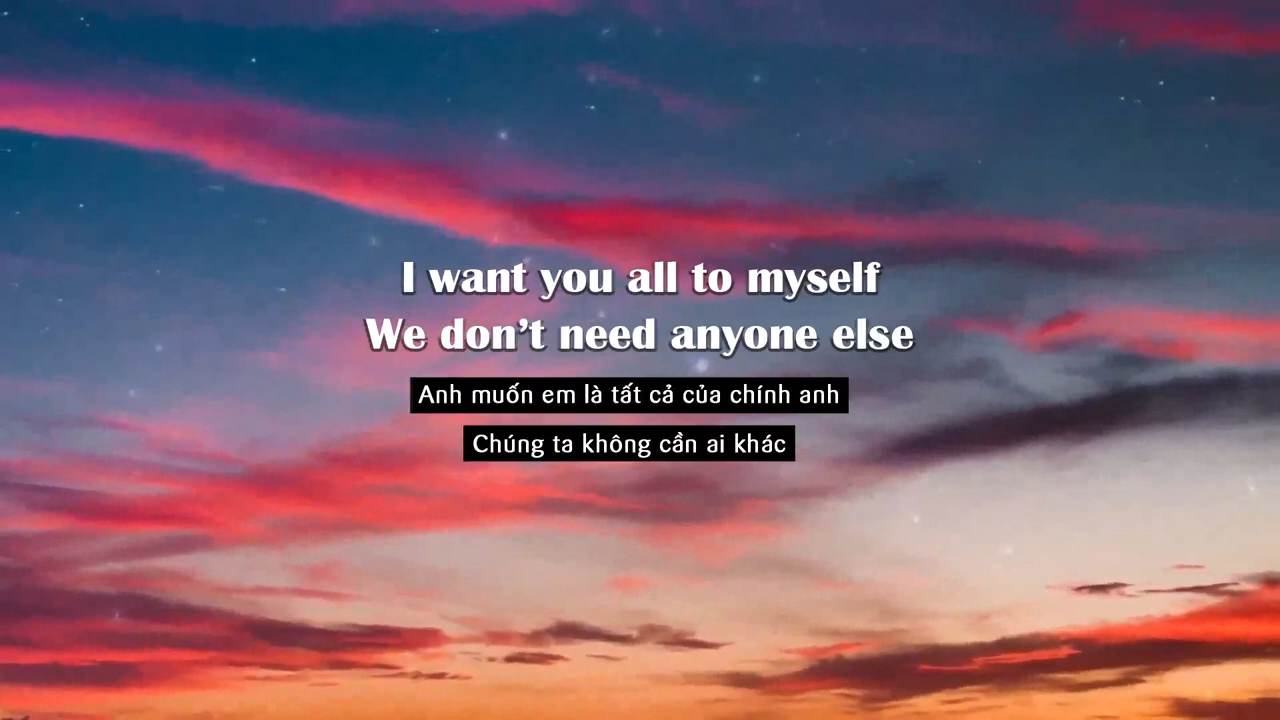 I want you all to myself
We don’t need anyone else
Anh muốn em là tất cả của chính anh
Chúng ta không cần ai khác